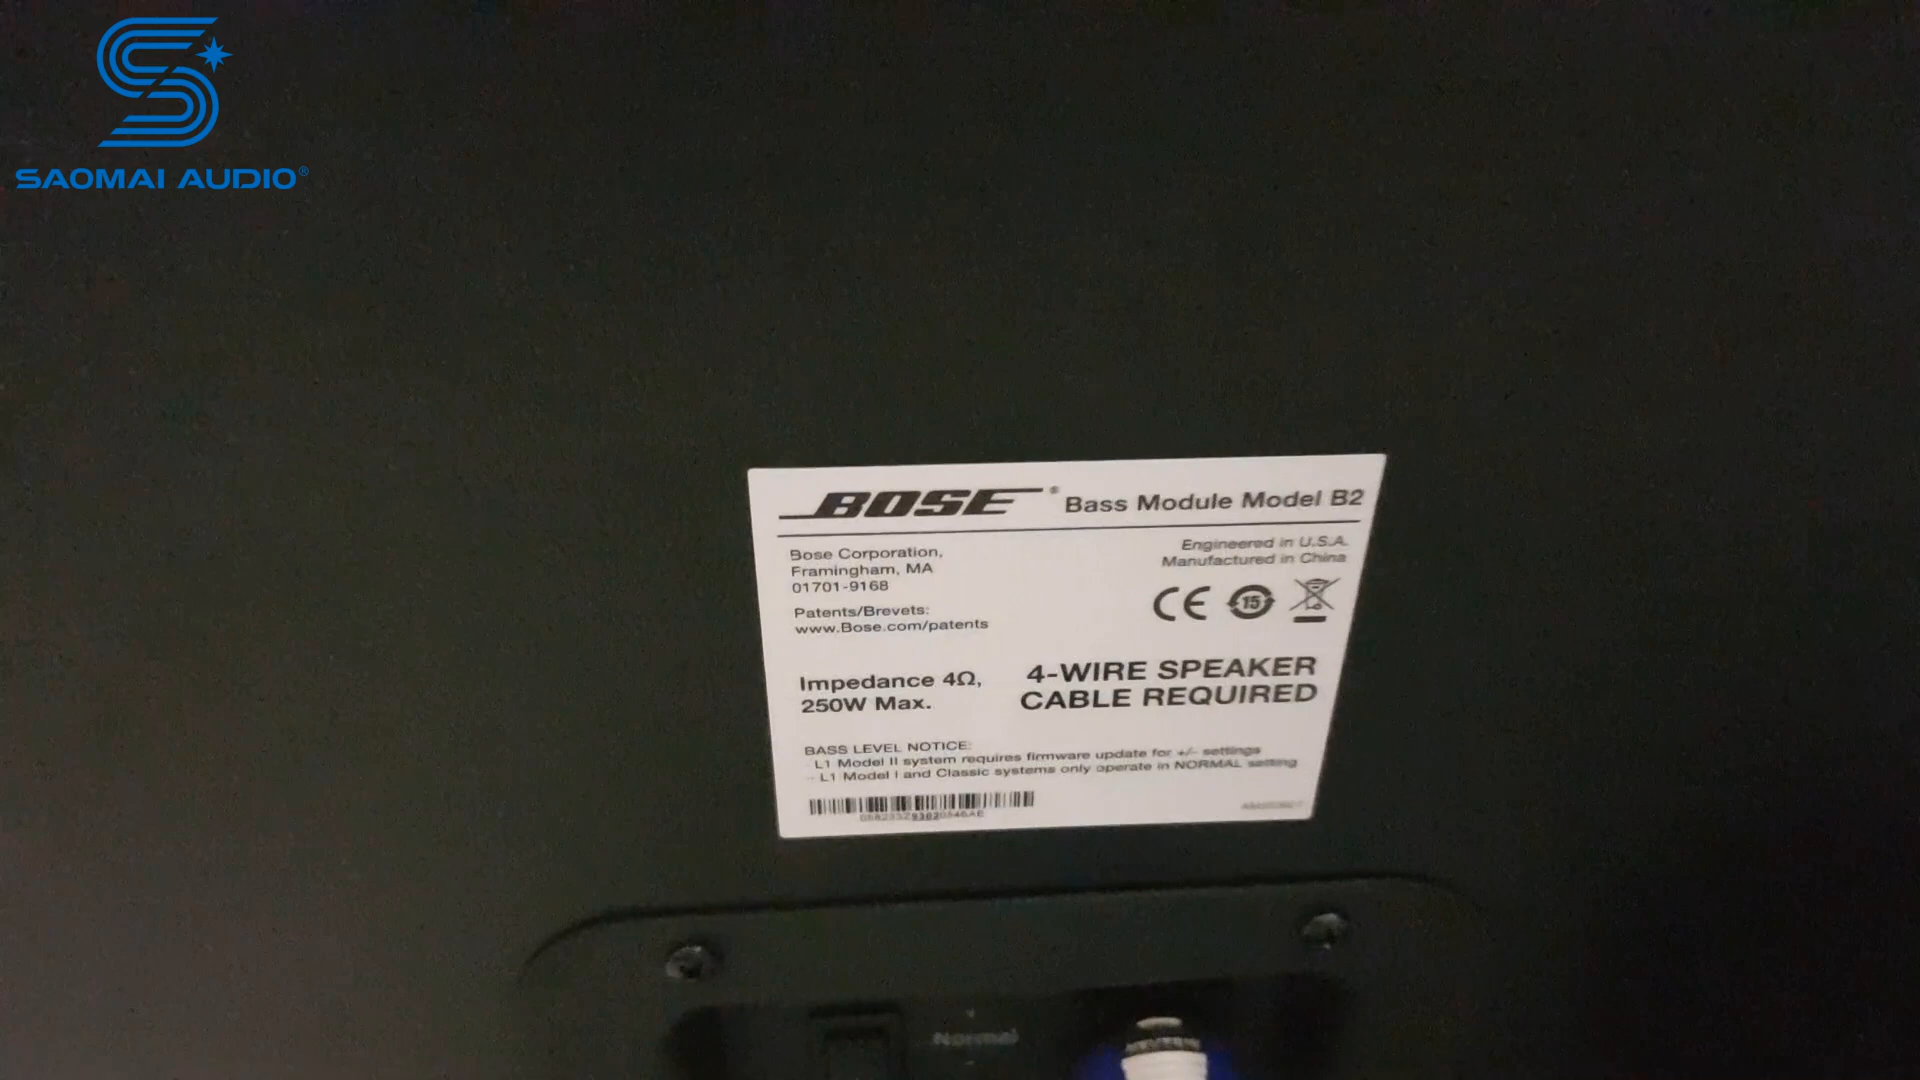 SAOMAI AUDIO®
BOSE® Bass Module Model B2
Bose Corporation,
Framingham, MA
01701-9168
Engineered in U.S.A.
Manufactured in China
Patents/Brevets:
www.Bose.com/patents
CE 15
Impedance 4Ω,
250W Max.
4-WIRE SPEAKER
CABLE REQUIRED
BASS LEVEL NOTICE:
- L1 Model II system requires firmware update for +/- settings
- L1 Model I and Classic systems only operate in NORMAL setting
Normal